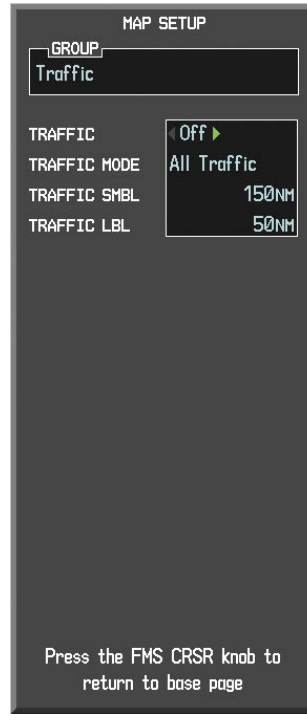 MAP SETUP
GROUP
Traffic
TRAFFIC Off
TRAFFIC MODE All Traffic
TRAFFIC SMBL 150NM
TRAFFIC LBL 50NM
Press the FMS CRSR knob to
return to base page